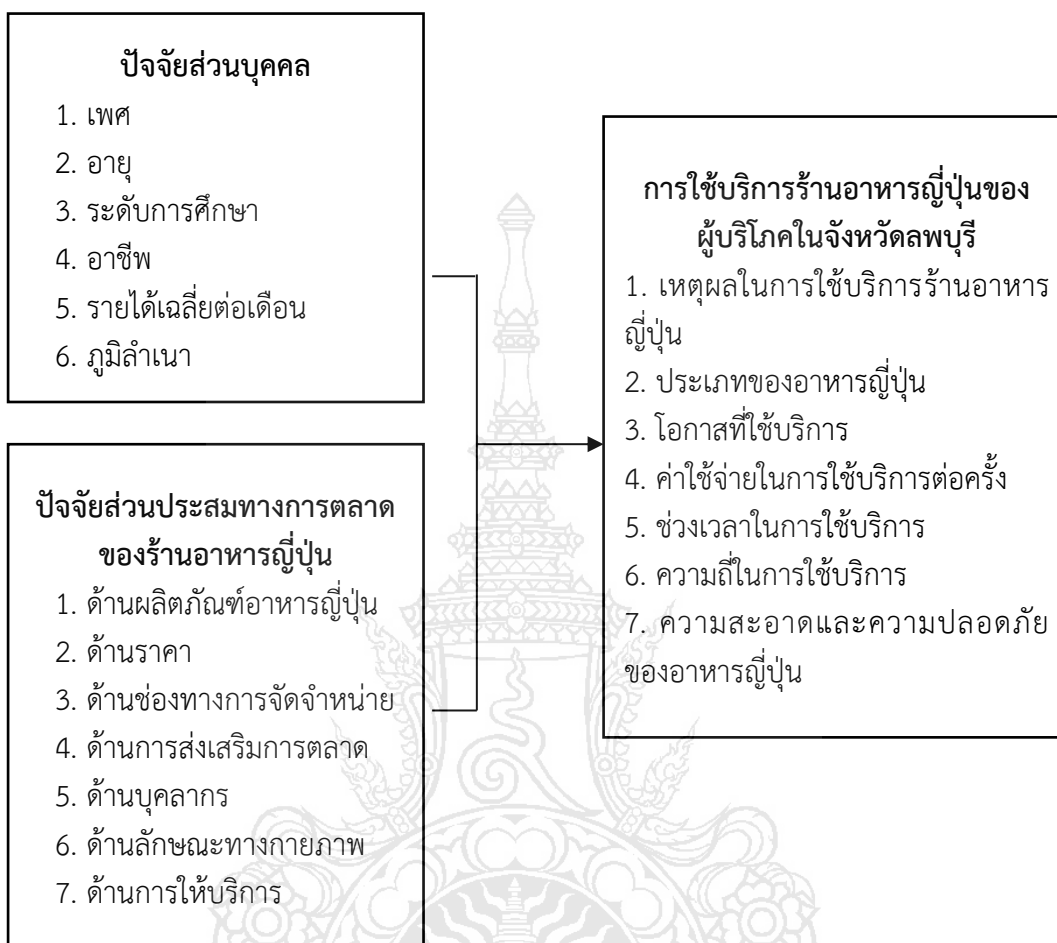 ปัจจัยส่วนบุคคล
1. เพศ
2. อายุ
3. ระดับการศึกษา
4. อาชีพ
5. รายได้เฉลี่ยต่อเดือน
6. ภูมิลำเนา
ปัจจัยส่วนประสมทางการตลาด
ของร้านอาหารญี่ปุ่น
1. ด้านผลิตภัณฑ์อาหารญี่ปุ่น
2. ด้านราคา
3. ด้านช่องทางการจัดจำหน่าย
4. ด้านการส่งเสริมการตลาด
5. ด้านบุคลากร
6. ด้านลักษณะทางกายภาพ
7. ด้านการให้บริการ
การใช้บริการร้านอาหารญี่ปุ่นของ
ผู้บริโภคในจังหวัดลพบุรี
1. เหตุผลในการใช้บริการร้านอาหาร
ญี่ปุ่น
2. ประเภทของอาหารญี่ปุ่น
3. โอกาสที่ใช้บริการ
4. ค่าใช้จ่ายในการใช้บริการต่อครั้ง
5. ช่วงเวลาในการใช้บริการ
6. ความถี่ในการใช้บริการ
7. ความสะอาดและความปลอดภัย
ของอาหารญี่ปุ่น